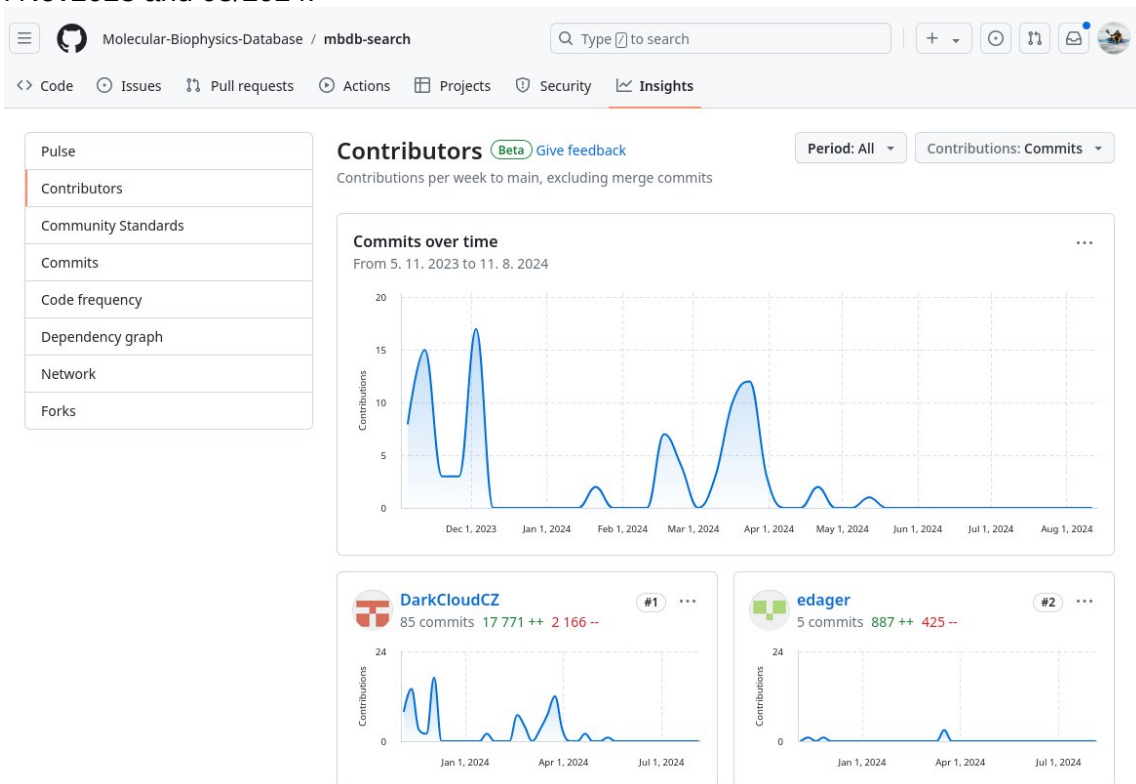 Nov.2023 and 08/2024.
Molecular-Biophysics-Database / mbdb-search
Type / to search
Code Issues Pull requests Actions Projects Security Insights
Pulse
Contributors
Community Standards
Commits
Code frequency
Dependency graph
Network
Forks
Contributors Beta Give feedback
Period: All
Contributions: Commits
Contributions per week to main, excluding merge commits
Commits over time
From 5. 11. 2023 to 11. 8. 2024
20
15
10
5
0
Contributions
Dec 1, 2023 Jan 1, 2024 Feb 1, 2024 Mar 1, 2024 Apr 1, 2024 May 1, 2024 Jun 1, 2024 Jul 1, 2024 Aug 1, 2024
DarkCloudCZ
#1
85 commits 17 771 ++ 2 166 --
24
0
Contributions
Jan 1, 2024 Apr 1, 2024 Jul 1, 2024
edager
#2
5 commits 887 ++ 425 --
24
0
Contributions
Jan 1, 2024 Apr 1, 2024 Jul 1, 2024